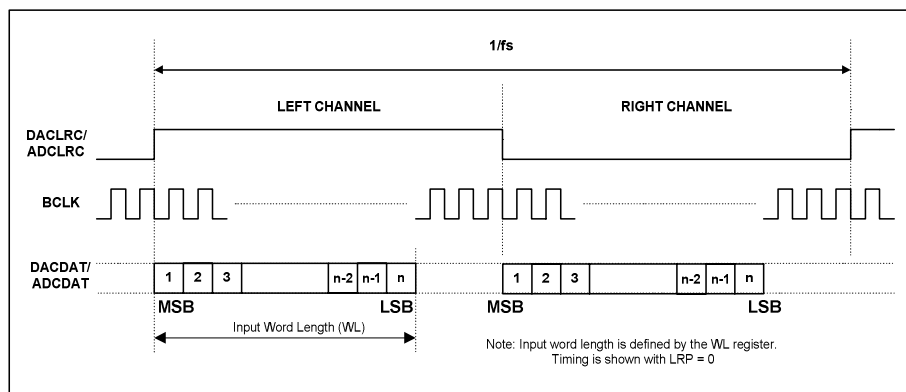 1/fs
LEFT CHANNEL RIGHT CHANNEL
DACLRC/
ADCLRC
BCLK
DACDAT/
ADCDAT
1 2 3 n-2 n-1 n 1 2 3 n-2 n-1 n
MSB LSB MSB LSB
Input Word Length (WL)
Note: Input word length is defined by the WL register.
Timing is shown with LRP = 0